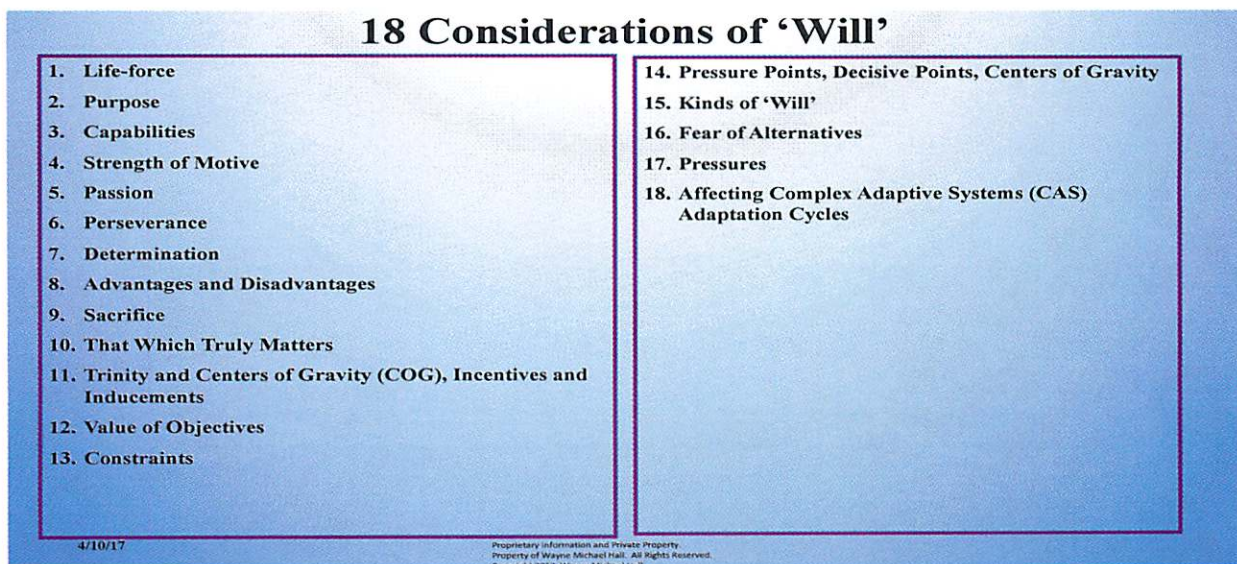 18 Considerations of ‘Will’
1. Life-force
2. Purpose
3. Capabilities
4. Strength of Motive
5. Passion
6. Perseverance
7. Determination
8. Advantages and Disadvantages
9. Sacrifice
10. That Which Truly Matters
11. Trinity and Centers of Gravity (COG), Incentives and
Inducements
12. Value of Objectives
13. Constraints
14. Pressure Points, Decisive Points, Centers of Gravity
15. Kinds of ‘Will’
16. Fear of Alternatives
17. Pressures
18. Affecting Complex Adaptive Systems (CAS)
Adaptation Cycles
4/10/17
Proprietary information and Private Property.
Property of Wayne Michael Hall. All Rights Reserved.